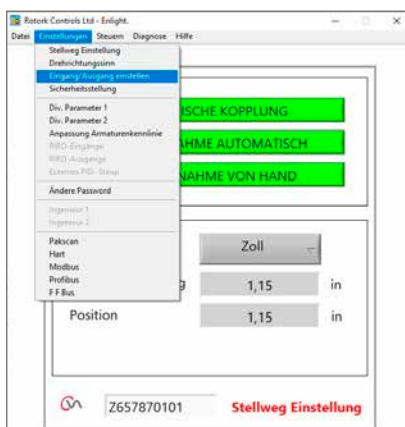 Rotork Controls Ltd - Enlight.
Datei Einstellungen Steuern Diagnose Hilfe
Stellweg Einstellung
Drehrichtungssinn
Eingang/Ausgang einstellen
Sicherheitsstellung
Div. Parameter 1
Div. Parameter 2
Anpassung Armaturenkennlinie
RIRO-Eingänge
RIRO-Ausgänge
Externes PID- Steup
Ändere Password
Ingenieur 1
Ingenieur 2
Pakscan
Hart
Modbus
Profibus
F F Bus
ISCHE KOPPLUNG
AHME AUTOMATISCH
NAHME VON HAND
Zoll
g 1,15 in
Position 1,15 in
Z657870101 Stellweg Einstellung